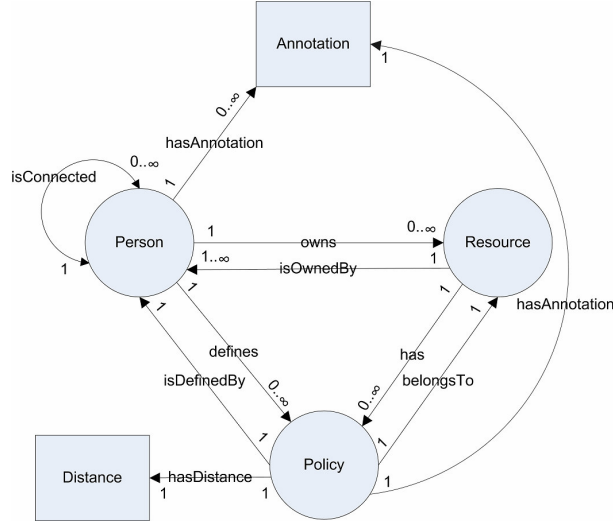 Annotation
1
0..∞
hasAnnotation
0..∞
isConnected
1
1
Person
1
0..∞
owns
Resource
1..∞
1
isOwnedBy
1
1
1
1
hasAnnotation
defines
has
isDefinedBy
belongsTo
0..∞
0..∞
1
1
Policy
Distance
hasDistance
1
1
1